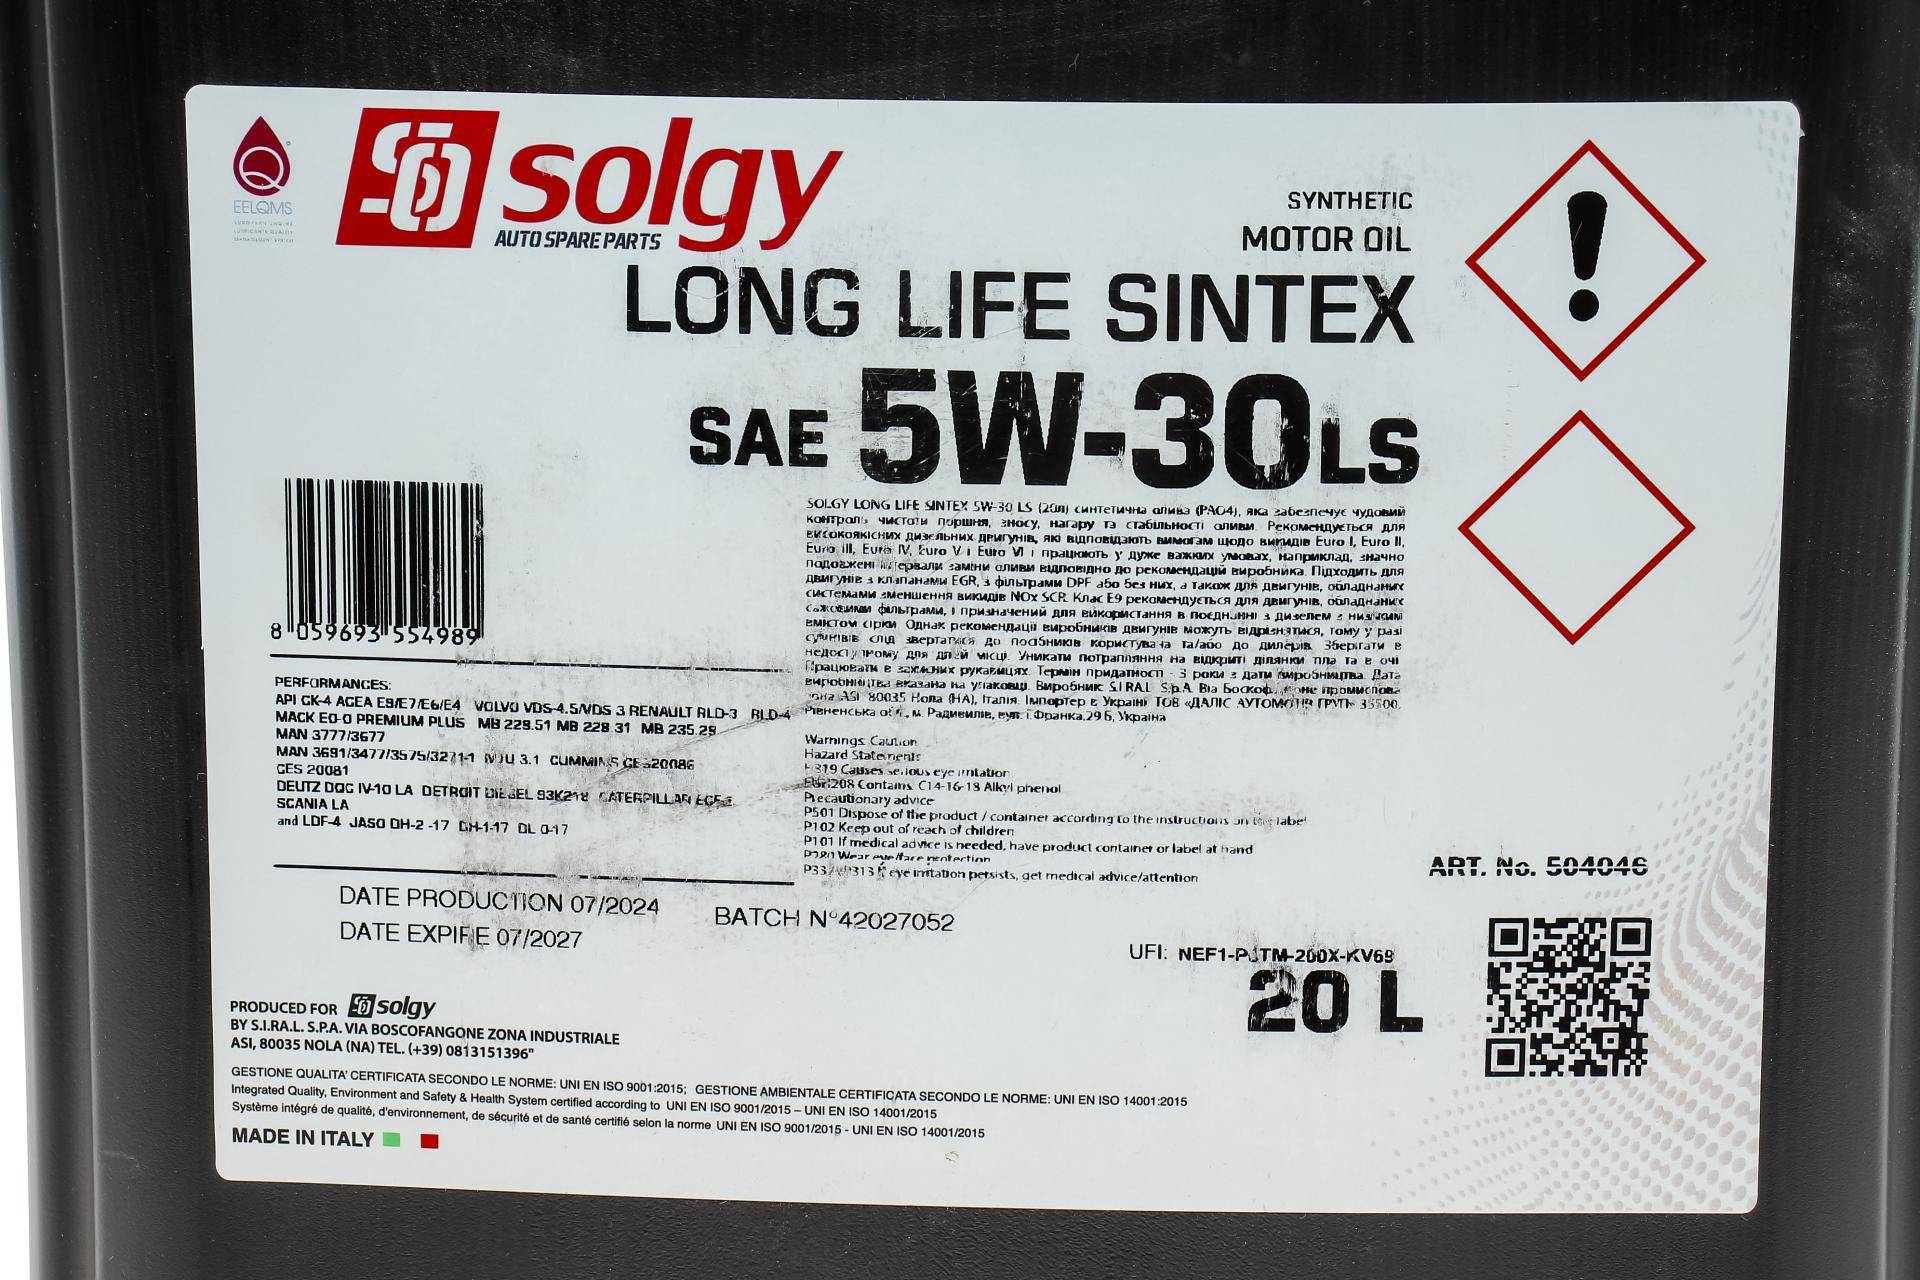 EELQMS
EUROPEAN ENGINE
LUBRICANTS QUALITY
MANAGEMENT SYSTEM
solgy
AUTO SPARE PARTS
SYNTHETIC
MOTOR OIL
LONG LIFE SINTEX
SAE 5W-30 LS
8 059693 554989
SOLGY LONG LIFE SINTEX 5W-30 LS (20л) синтетична олива (PAO4), яка забезпечує чудовий
контроль чистоти поршня, зносу, нагару та стабільності оливи. Рекомендується для
високоякісних дизельних двигунів, які відповідають вимогам щодо викидів Euro I, Euro II,
Euro III, Euro IV, Euro V і Euro VI і працюють у дуже важких умовах, наприклад, значно
подовжені інтервали заміни оливи відповідно до рекомендацій виробника. Підходить для
двигунів з клапанами EGR, з фільтрами DPF або без них, а також для двигунів, обладнаних
системами зменшення викидів NOx SCR. Клас E9 рекомендується для двигунів, обладнаних
сажовими фільтрами, і призначений для використання в поєднанні з дизелем з низьким
вмістом сірки. Однак рекомендації виробників двигунів можуть відрізнятися, тому у разі
сумнівів слід звертатися до посібників користувача та/або до дилерів. Зберігати в
недоступному для дітей місці. Уникати потрапляння на відкриті ділянки тіла та в очі
Працювати в захисних рукавицях. Термін придатності - 3 роки з дати виробництва. Дата
виробництва вказана на упаковці. Виробник: S.I.RA.L. S.p.A. Віа промислова
зона ASI, 80035 Нола (НА), Італія. Імпортер в Україні: ТОВ «ДАЛІС АУТОМОТІВ ГРУП» 35500,
Рівненська обл., м. Радивилів, вул. І.Франка,29 Б, Україна
PERFORMANCES:
API CK-4 ACEA E9/E7/E6/E4 VOLVO VDS-4.5/VDS 3 RENAULT RLD-3 RLD-4
MACK EO-O PREMIUM PLUS MB 228.51 MB 228.31 MB 235.29
MAN 3777/3677
MAN 3691/3477/3575/3271-1 3.1 CUMMINS CES20086
CES 20081
DEUTZ DQC IV-10 LA DETROIT DIESEL 93K218 CATERPILLAR
SCANIA LA
and LDF-4 JASO DH-2 -17 DH-1-17 DL 0-17
Warnings: Caution
Hazard Statements
H319 Causes serious eye irritation
EUH208 Contains. C14-16-18 Alkyl phenol
Precautionary advice
P501 Dispose of the product / container according to the instructions on the label
P102 Keep out of reach of children
P101 If medical advice is needed, have product container or label at hand
P280 Wear eye/face protection
P337+P313 If eye irritation persists, get medical advice/attention
DATE PRODUCTION 07/2024
DATE EXPIRE 07/2027
BATCH N°42027052
ART. No. 504046
UFI: -200X-KV69
20 L
PRODUCED FOR solgy
BY S.I.RA.L. S.P.A. VIA BOSCOFANGONE ZONA INDUSTRIALE
ASI, 80035 NOLA (NA) TEL. (+39) 0813151396"
GESTIONE QUALITA' CERTIFICATA SECONDO LE NORME: UNI EN ISO 9001:2015; GESTIONE AMBIENTALE CERTIFICATA SECONDO LE NORME: UNI EN ISO 14001:2015
Integrated Quality, Environment and Safety & Health System certified according to UNI EN ISO 9001/2015 – UNI EN ISO 14001/2015
Système intégré de qualité, d'environnement, de sécurité et de santé certifié selon la norme UNI EN ISO 9001/2015 - UNI EN ISO 14001/2015
MADE IN ITALY